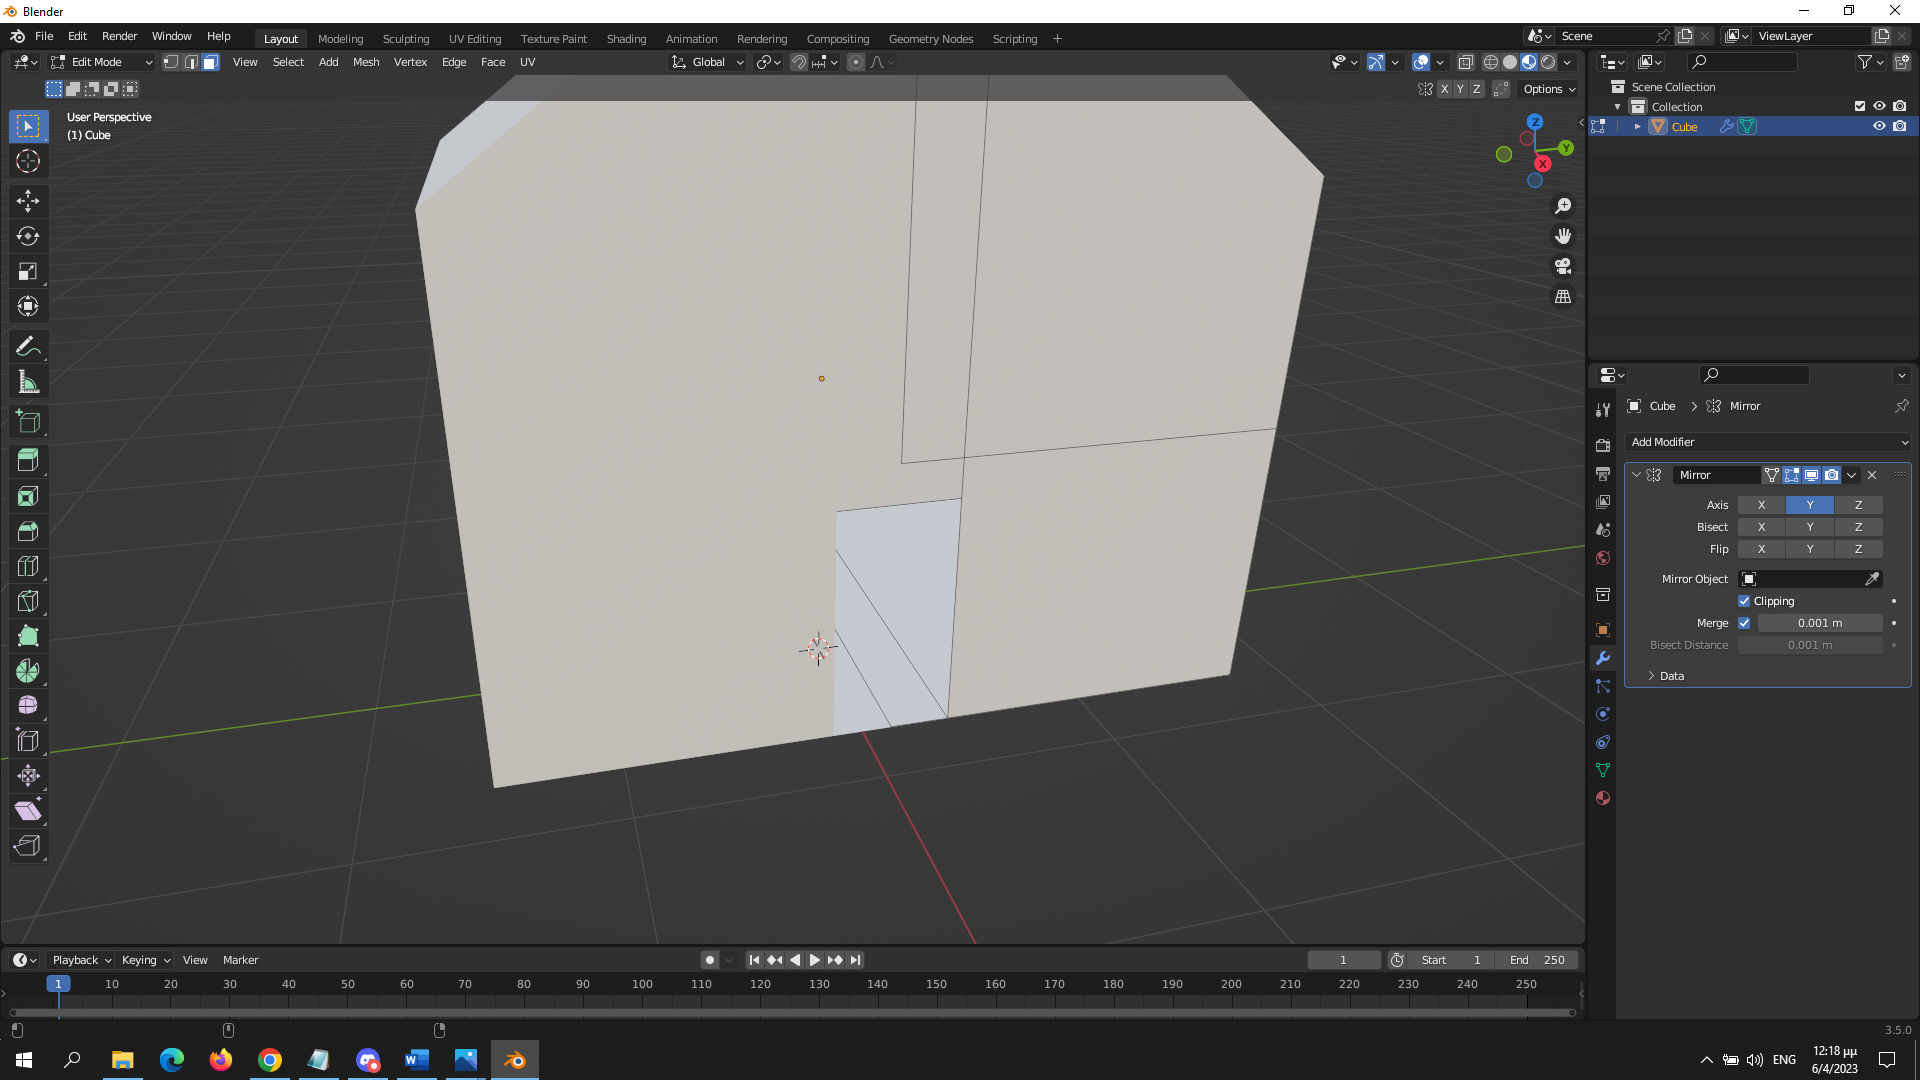 Blender
File Edit Render Window Help Layout Modeling Sculpting UV Editing Texture Paint Shading Animation Rendering Compositing Geometry Nodes Scripting + Scene ViewLayer
Edit Mode View Select Add Mesh Vertex Edge Face UV Global
X Y Z Options
User Perspective
(1) Cube
Z
Y
X
Scene Collection
Collection
Cube
Cube > Mirror
Add Modifier
Mirror
Axis X Y Z
Bisect X Y Z
Flip X Y Z
Mirror Object
Clipping
Merge 0.001 m
Bisect Distance 0.001 m
Data
Playback Keying View Marker 1 Start 1 End 250
1 10 20 30 40 50 60 70 80 90 100 110 120 130 140 150 160 170 180 190 200 210 220 230 240 250
3.5.0
ENG
12:18 μμ
6/4/2023